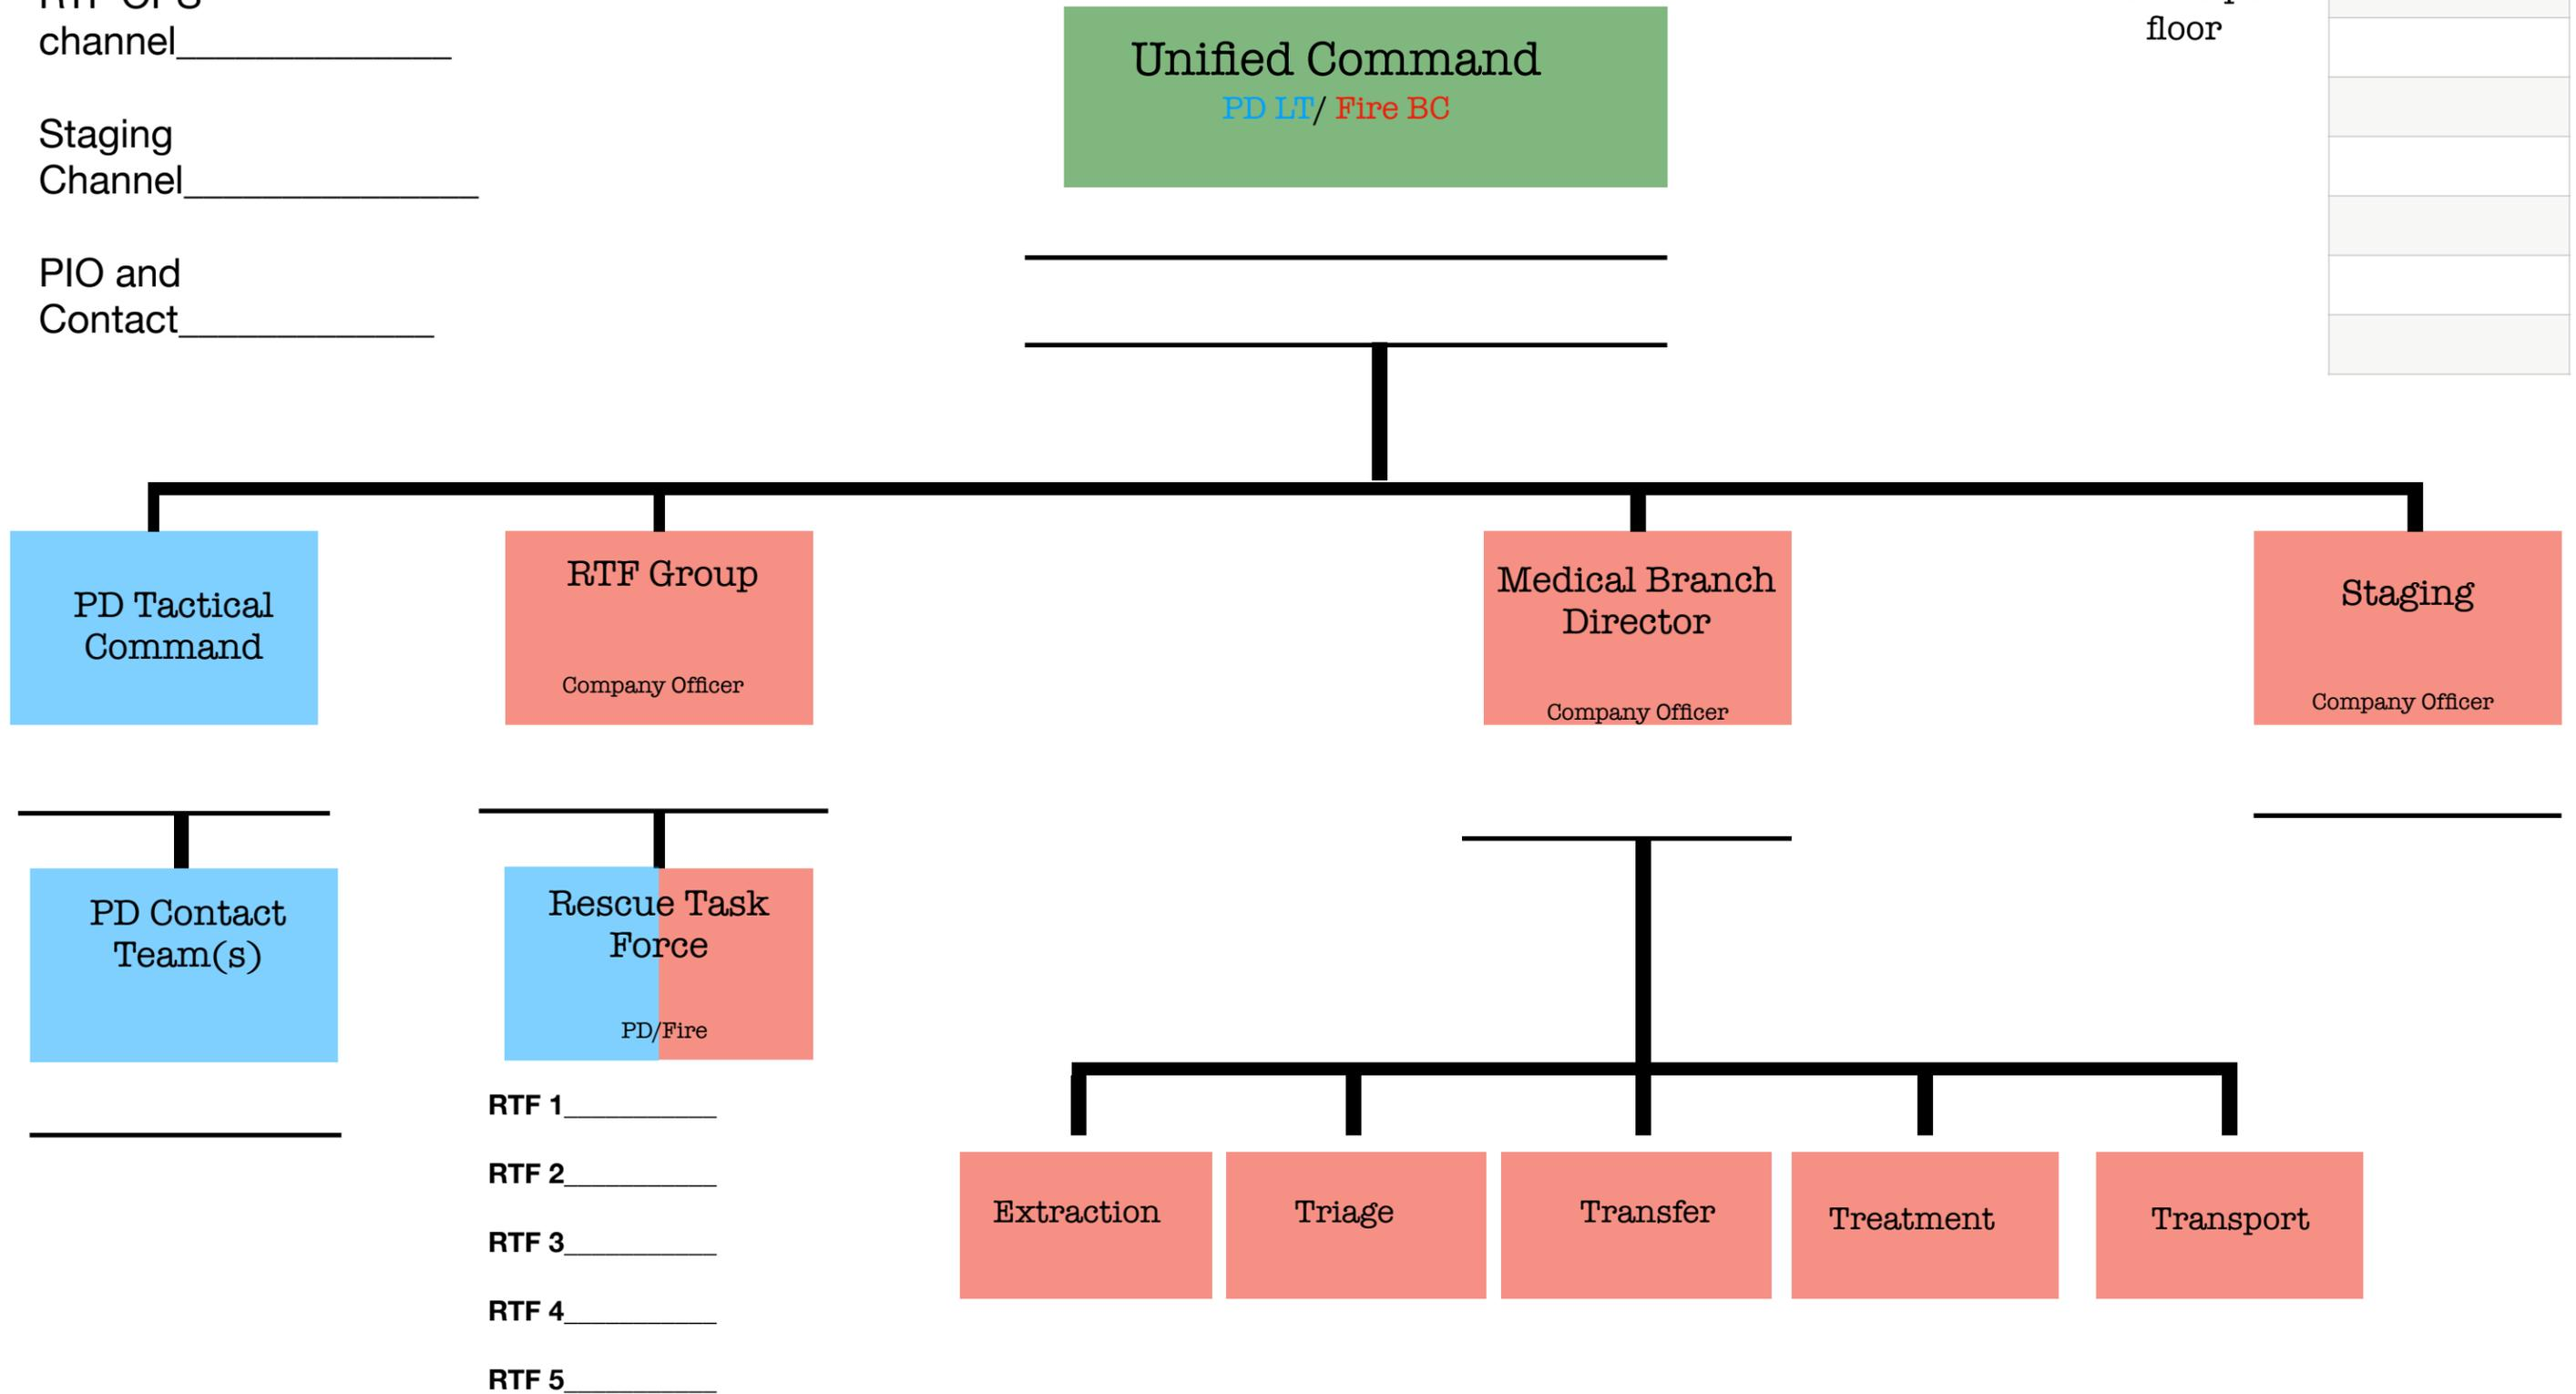 RTF OPS
channel______________
Staging
Channel_______________
PIO and
Contact_____________
Unified Command
PD LT/ Fire BC
floor
PD Tactical
Command
RTF Group
Company Officer
Medical Branch
Director
Company Officer
Staging
Company Officer
PD Contact
Team(s)
Rescue Task
Force
PD/Fire
RTF 1__________
RTF 2__________
RTF 3__________
RTF 4__________
RTF 5__________
Extraction
Triage
Transfer
Treatment
Transport